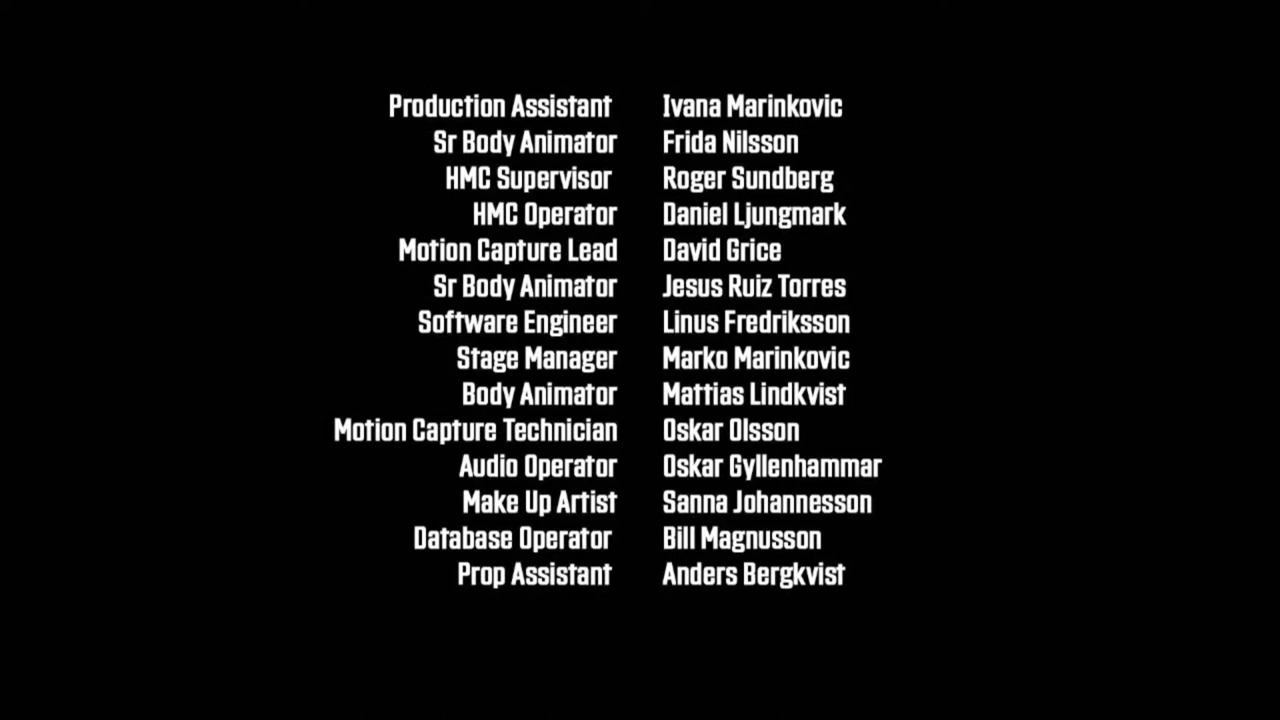 Production Assistant Ivana Marinkovic
Sr Body Animator Frida Nilsson
HMC Supervisor Roger Sundberg
HMC Operator Daniel Ljungmark
Motion Capture Lead David Grice
Sr Body Animator Jesus Ruiz Torres
Software Engineer Linus Fredriksson
Stage Manager Marko Marinkovic
Body Animator Mattias Lindkvist
Motion Capture Technician Oskar Olsson
Audio Operator Oskar Gyllenhammar
Make Up Artist Sanna Johannesson
Database Operator Bill Magnusson
Prop Assistant Anders Bergkvist